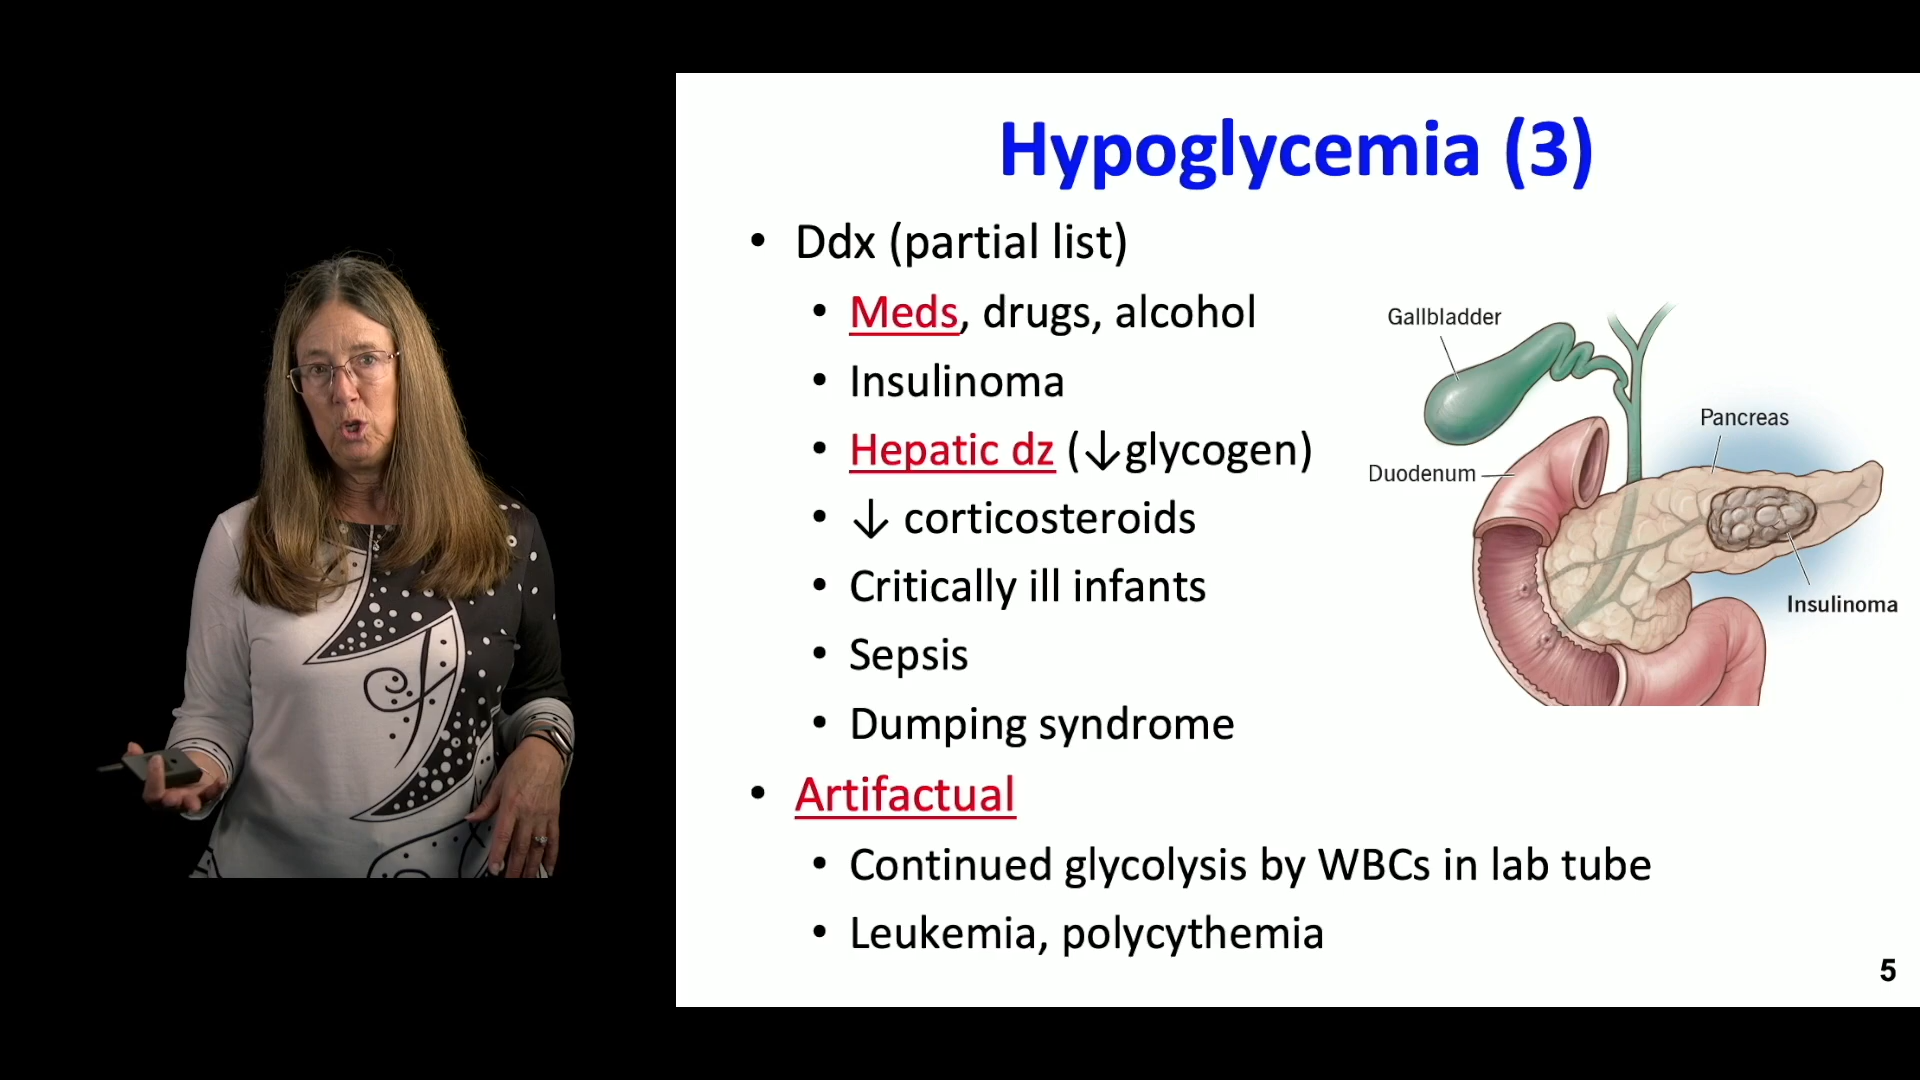 Hypoglycemia (3)
• Ddx (partial list)
• Meds, drugs, alcohol
• Insulinoma
• Hepatic dz (↓glycogen)
• ↓ corticosteroids
• Critically ill infants
• Sepsis
• Dumping syndrome
• Artifactual
• Continued glycolysis by WBCs in lab tube
• Leukemia, polycythemia
Gallbladder
Pancreas
Duodenum
Insulinoma
5